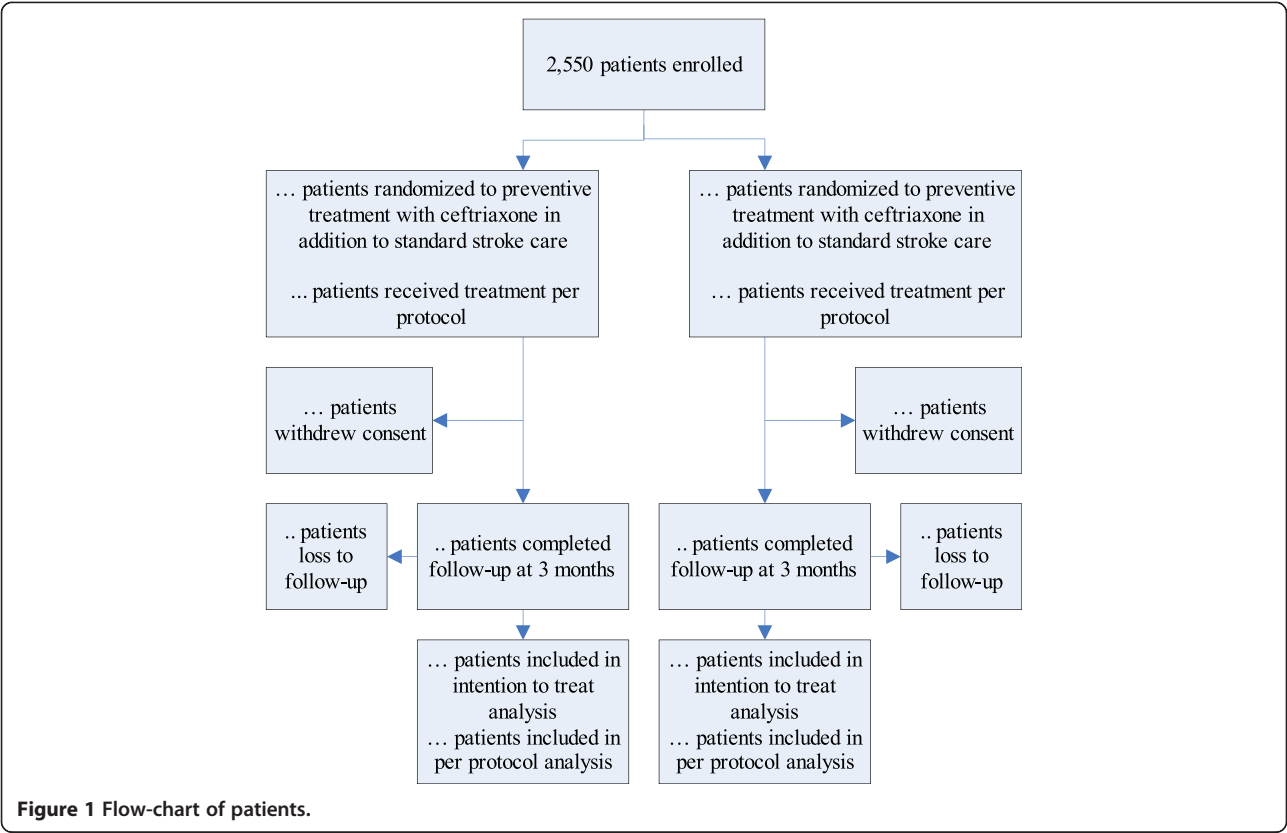 2,550 patients enrolled
… patients randomized to preventive
treatment with ceftriaxone in
addition to standard stroke care
... patients received treatment per
protocol
… patients randomized to preventive
treatment with ceftriaxone in
addition to standard stroke care
… patients received treatment per
protocol
… patients
withdrew consent
… patients
withdrew consent
.. patients
loss to
follow-up
.. patients completed
follow-up at 3 months
.. patients completed
follow-up at 3 months
.. patients
loss to
follow-up
… patients included in
intention to treat
analysis
… patients included in
per protocol analysis
… patients included in
intention to treat
analysis
… patients included in
per protocol analysis
Figure 1 Flow-chart of patients.